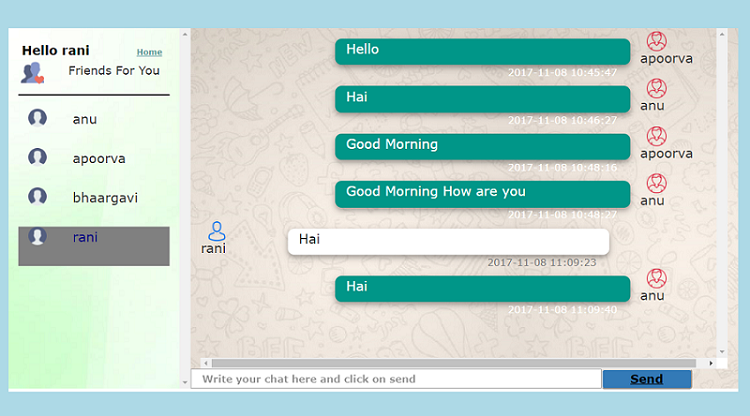 Hello rani
Home
Friends For You
anu
apoorva
bhaargavi
rani
Hello
apoorva
2017-11-08 10:45:47
Hai
anu
2017-11-08 10:46:27
Good Morning
apoorva
2017-11-08 10:48:16
Good Morning How are you
anu
2017-11-08 10:48:27
Hai
rani
2017-11-08 11:09:23
Hai
anu
2017-11-08 11:09:40
Write your chat here and click on send
Send